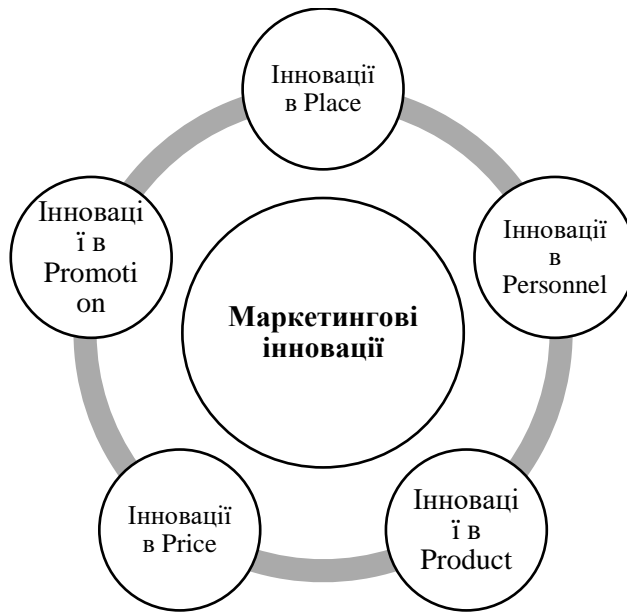 Інновації
в Place
Інноваці
ї в
Promoti
on
Інновації
в
Personnel
Маркетингові
інновації
Інновації
в Price
Інноваці
ї в
Product